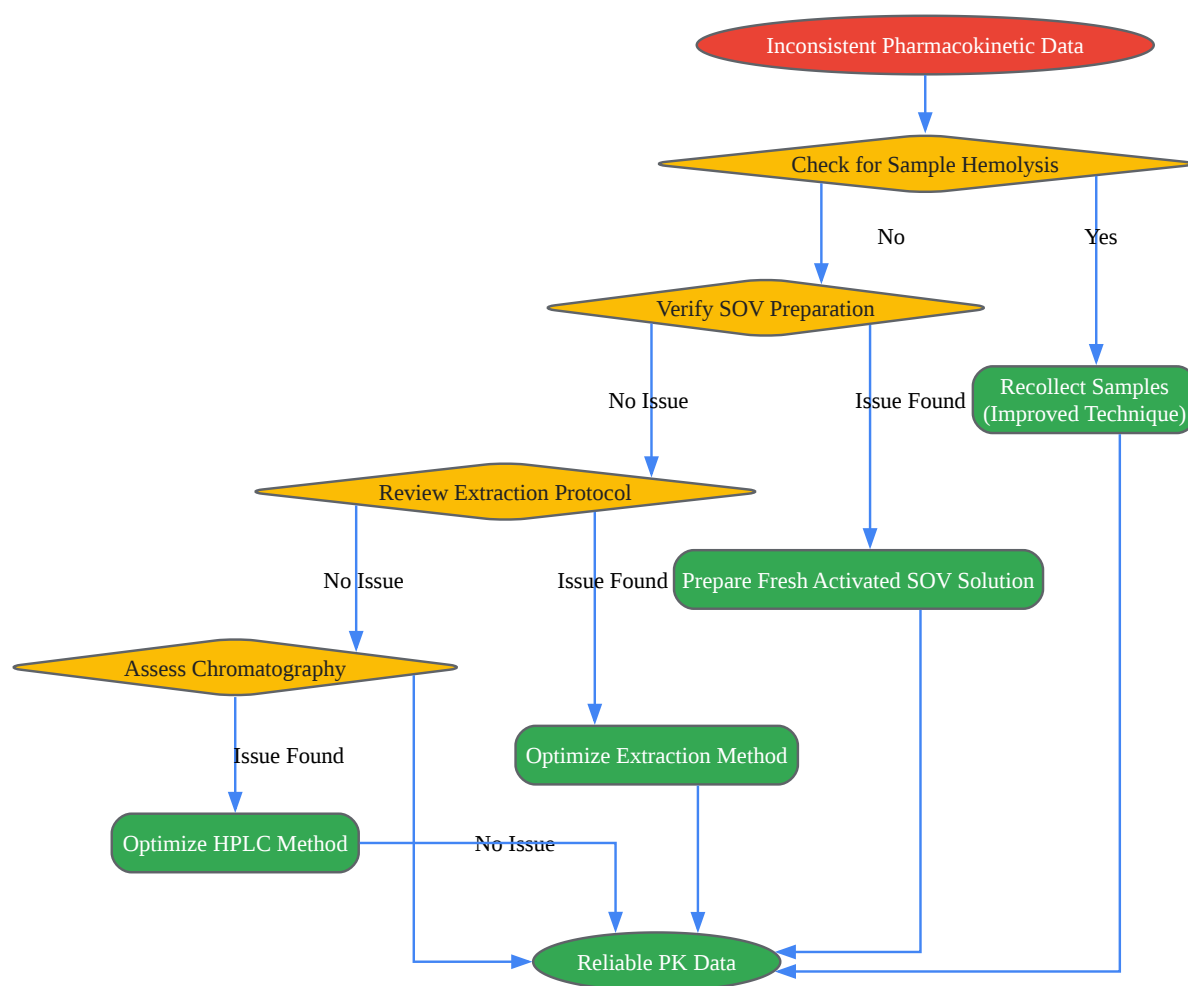 Inconsistent Pharmacokinetic Data
Check for Sample Hemolysis
No
Yes
Verify SOV Preparation
No Issue
Issue Found
Recollect Samples
(Improved Technique)
Review Extraction Protocol
No Issue
Issue Found
Prepare Fresh Activated SOV Solution
Assess Chromatography
Issue Found
Optimize Extraction Method
Optimize HPLC Method
No Issue
Reliable PK Data